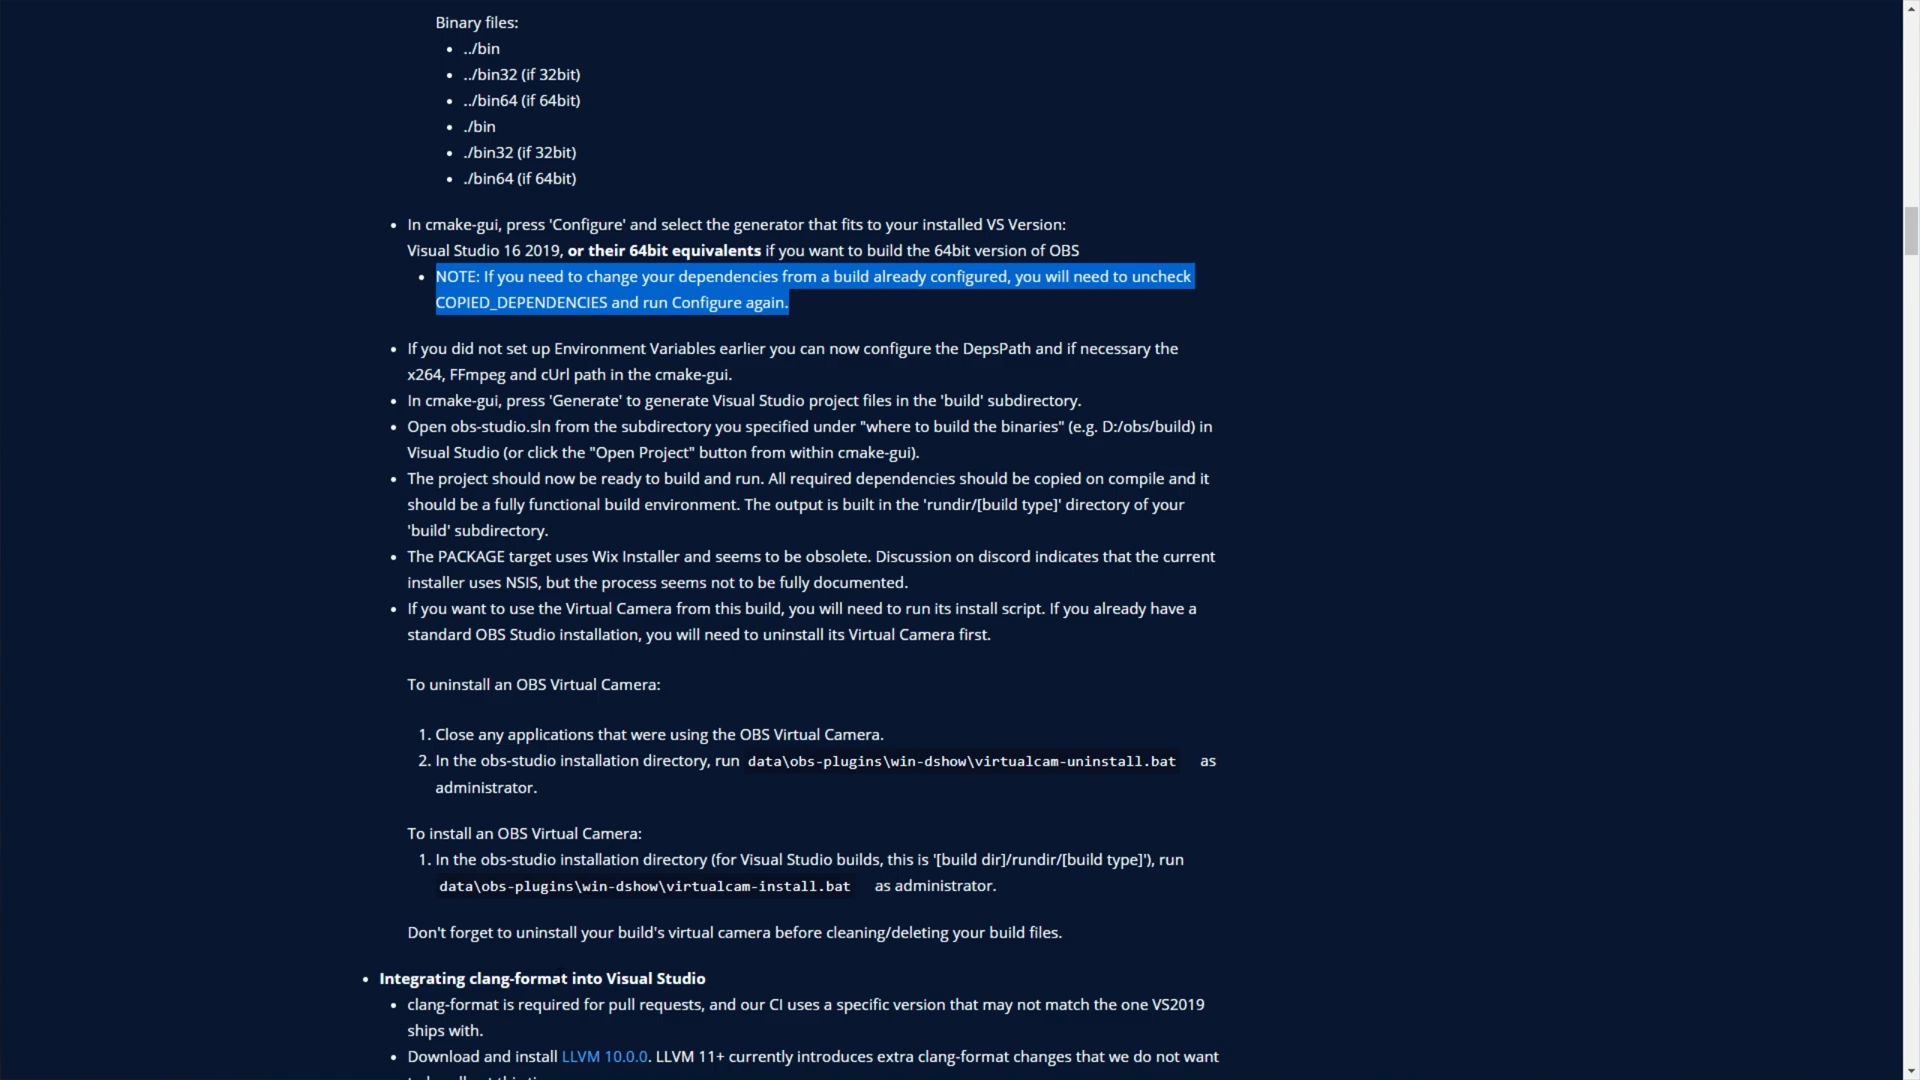 Binary files:
• ../bin
• ../bin32 (if 32bit)
• ../bin64 (if 64bit)
• ./bin
• ./bin32 (if 32bit)
• ./bin64 (if 64bit)
• In cmake-gui, press 'Configure' and select the generator that fits to your installed VS Version:
Visual Studio 16 2019, or their 64bit equivalents if you want to build the 64bit version of OBS
• NOTE: If you need to change your dependencies from a build already configured, you will need to uncheck
COPIED_DEPENDENCIES and run Configure again.
• If you did not set up Environment Variables earlier you can now configure the DepsPath and if necessary the
x264, FFmpeg and cUrl path in the cmake-gui.
• In cmake-gui, press 'Generate' to generate Visual Studio project files in the 'build' subdirectory.
• Open obs-studio.sln from the subdirectory you specified under "where to build the binaries" (e.g. D:/obs/build) in
Visual Studio (or click the "Open Project" button from within cmake-gui).
• The project should now be ready to build and run. All required dependencies should be copied on compile and it
should be a fully functional build environment. The output is built in the 'rundir/[build type]' directory of your
'build' subdirectory.
• The PACKAGE target uses Wix Installer and seems to be obsolete. Discussion on discord indicates that the current
installer uses NSIS, but the process seems not to be fully documented.
• If you want to use the Virtual Camera from this build, you will need to run its install script. If you already have a
standard OBS Studio installation, you will need to uninstall its Virtual Camera first.
To uninstall an OBS Virtual Camera:
1. Close any applications that were using the OBS Virtual Camera.
2. In the obs-studio installation directory, run data\obs-plugins\win-dshow\virtualcam-uninstall.bat as
administrator.
To install an OBS Virtual Camera:
1. In the obs-studio installation directory (for Visual Studio builds, this is '[build dir]/rundir/[build type]'), run
data\obs-plugins\win-dshow\virtualcam-install.bat as administrator.
Don't forget to uninstall your build's virtual camera before cleaning/deleting your build files.
• Integrating clang-format into Visual Studio
• clang-format is required for pull requests, and our CI uses a specific version that may not match the one VS2019
ships with.
• Download and install LLVM 10.0.0. LLVM 11+ currently introduces extra clang-format changes that we do not want